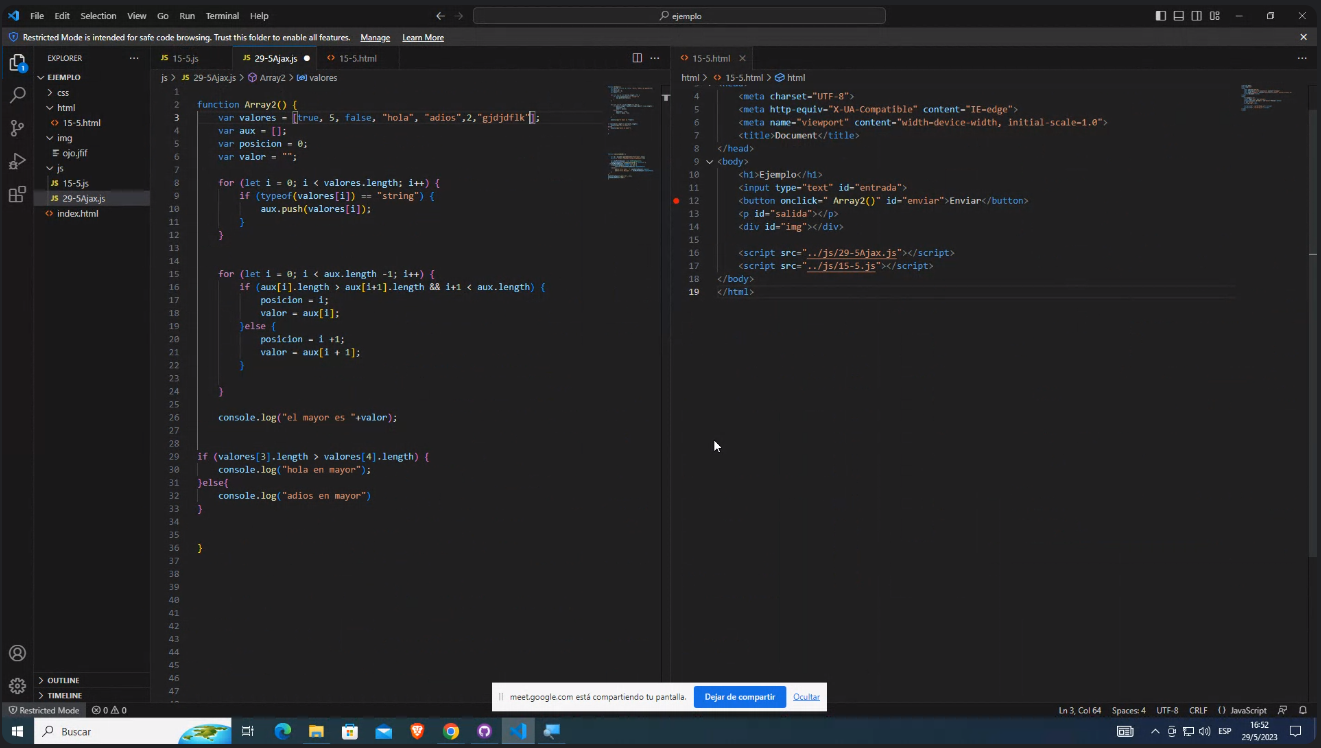 File Edit Selection View Go Run Terminal Help
ejemplo
Restricted Mode is intended for safe code browsing. Trust this folder to enable all features. Manage Learn More
EXPLORER
EJEMPLO
css
html
15-5.html
img
ojo.jfif
js
15-5.js
29-5Ajax.js
index.html
OUTLINE
TIMELINE
15-5.js 29-5Ajax.js 15-5.html
js > 29-5Ajax.js > Array2 > valores
1
2 function Array2() {
3 var valores = [true, 5, false, "hola", "adios",2,"gjdjdflk"];
4 var aux = [];
5 var posicion = 0;
6 var valor = "";
7
8 for (let i = 0; i < valores.length; i++) {
9 if (typeof(valores[i]) == "string") {
10 aux.push(valores[i]);
11 }
12 }
13
14
15 for (let i = 0; i < aux.length -1; i++) {
16 if (aux[i].length > aux[i+1].length && i+1 < aux.length) {
17 posicion = i;
18 valor = aux[i];
19 }else {
20 posicion = i +1;
21 valor = aux[i + 1];
22 }
23
24 }
25
26 console.log("el mayor es "+valor);
27
28
29 if (valores[3].length > valores[4].length) {
30 console.log("hola en mayor");
31 }else{
32 console.log("adios en mayor")
33 }
34
35
36 }
37
38
39
40
41
42
43
44
45
46
47
15-5.html
html > 15-5.html > html
4 <meta charset="UTF-8">
5 <meta http-equiv="X-UA-Compatible" content="IE=edge">
6 <meta name="viewport" content="width=device-width, initial-scale=1.0">
7 <title>Document</title>
8 </head>
9 <body>
10 <h1>Ejemplo</h1>
11 <input type="text" id="entrada">
12 <button onclick=" Array2()" id="enviar">Enviar</button>
13 <p id="salida"></p>
14 <div id="img"></div>
15
16 <script src="../js/29-5Ajax.js"></script>
17 <script src="../js/15-5.js"></script>
18 </body>
19 </html>
meet.google.com está compartiendo tu pantalla. Dejar de compartir Ocultar
Restricted Mode 0 0
Ln 3, Col 64 Spaces: 4 UTF-8 CRLF {} JavaScript
Buscar
ESP
16:52
29/5/2023